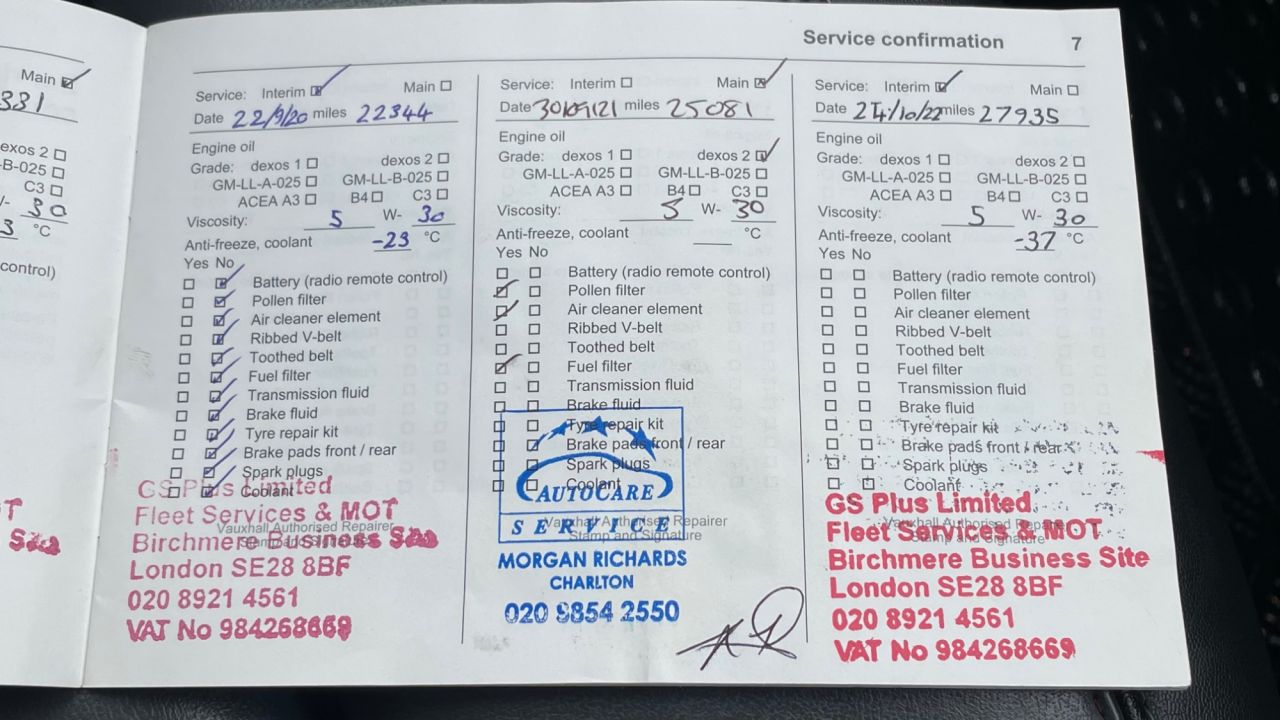 Main
381
dexos 2
-B-025
C3
- 30
3 °C
control)
T
Service confirmation 7
Service: Interim Main
Date 22/9/20 miles 22344
Engine oil
Grade: dexos 1 dexos 2
GM-LL-A-025 GM-LL-B-025
ACEA A3 B4 C3
Viscosity: 5 W- 30
Anti-freeze, coolant -23 °C
Yes No
Battery (radio remote control)
Pollen filter
Air cleaner element
Ribbed V-belt
Toothed belt
Fuel filter
Transmission fluid
Brake fluid
Tyre repair kit
Brake pads front / rear
Spark plugs
Coolant
Vauxhall Authorised Repairer
Stamp and Signature
GS Plus Limited
Fleet Services & MOT
Birchmere Business
London SE28 8BF
020 8921 4561
VAT No 984268669
Service: Interim Main
Date 30/09/21 miles 25081
Engine oil
Grade: dexos 1 dexos 2
GM-LL-A-025 GM-LL-B-025
ACEA A3 B4 C3
Viscosity: 5 W- 30
Anti-freeze, coolant °C
Yes No
Battery (radio remote control)
Pollen filter
Air cleaner element
Ribbed V-belt
Toothed belt
Fuel filter
Transmission fluid
Brake fluid
Tyre repair kit
Brake pads front / rear
Spark plugs
Coolant
Vauxhall Authorised Repairer
Stamp and Signature
AUTOCARE
SERVICE
MORGAN RICHARDS
CHARLTON
020 9854 2550
Service: Interim Main
Date 24/10/22 miles 27935
Engine oil
Grade: dexos 1 dexos 2
GM-LL-A-025 GM-LL-B-025
ACEA A3 B4 C3
Viscosity: 5 W- 30
Anti-freeze, coolant -37 °C
Yes No
Battery (radio remote control)
Pollen filter
Air cleaner element
Ribbed V-belt
Toothed belt
Fuel filter
Transmission fluid
Brake fluid
Tyre repair kit
Brake pads front / rear
Spark plugs
Coolant
Vauxhall Authorised Repairer
Stamp and Signature
GS Plus Limited
Fleet Services & MOT
Birchmere Business Site
London SE28 8BF
020 8921 4561
VAT No 984268669